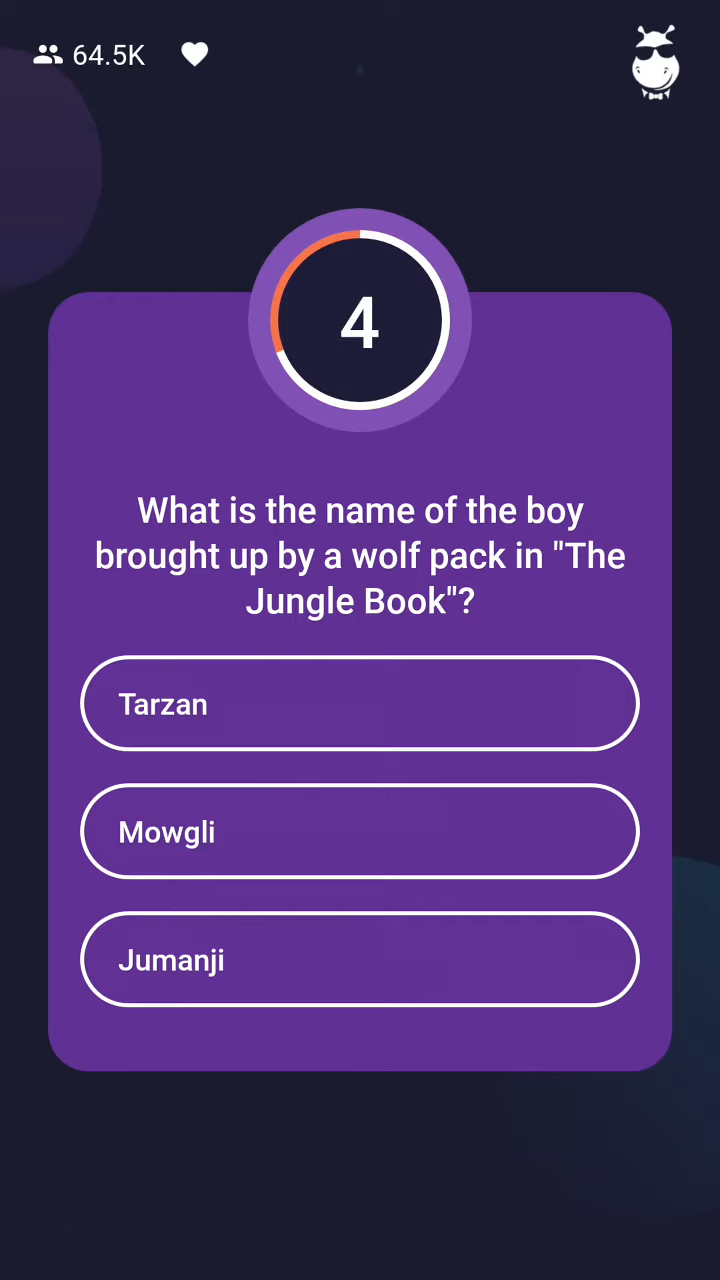 64.5K
4
What is the name of the boy
brought up by a wolf pack in "The
Jungle Book"?
Tarzan
Mowgli
Jumanji